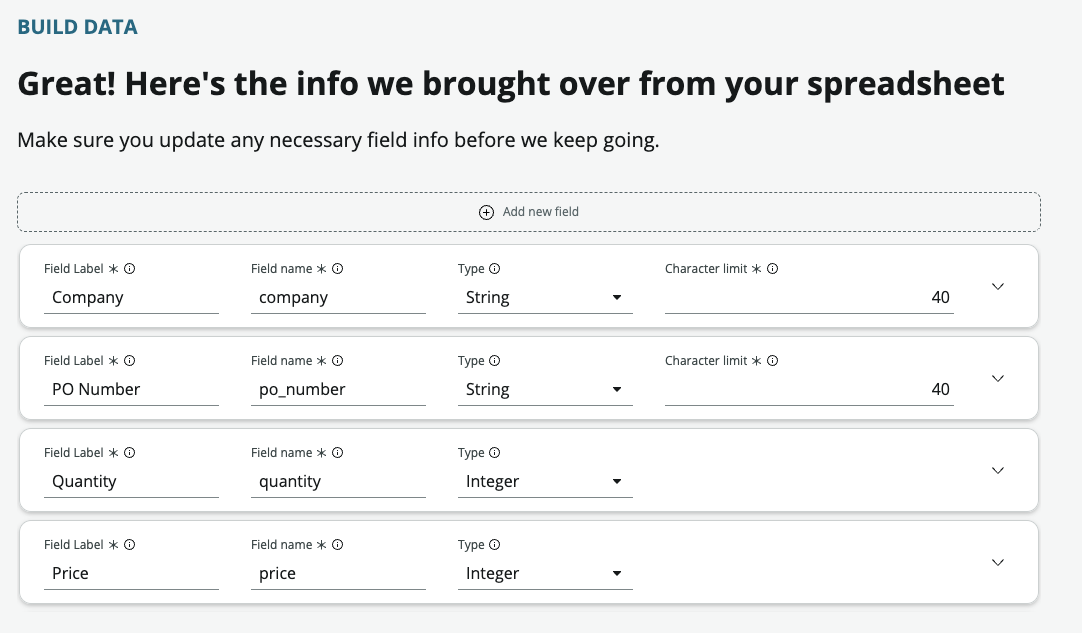 BUILD DATA
Great! Here's the info we brought over from your spreadsheet
Make sure you update any necessary field info before we keep going.
Add new field
Field Label * Field name * Type Character limit *
Company company String 40
Field Label * Field name * Type Character limit *
PO Number po_number String 40
Field Label * Field name * Type
Quantity quantity Integer
Field Label * Field name * Type
Price price Integer